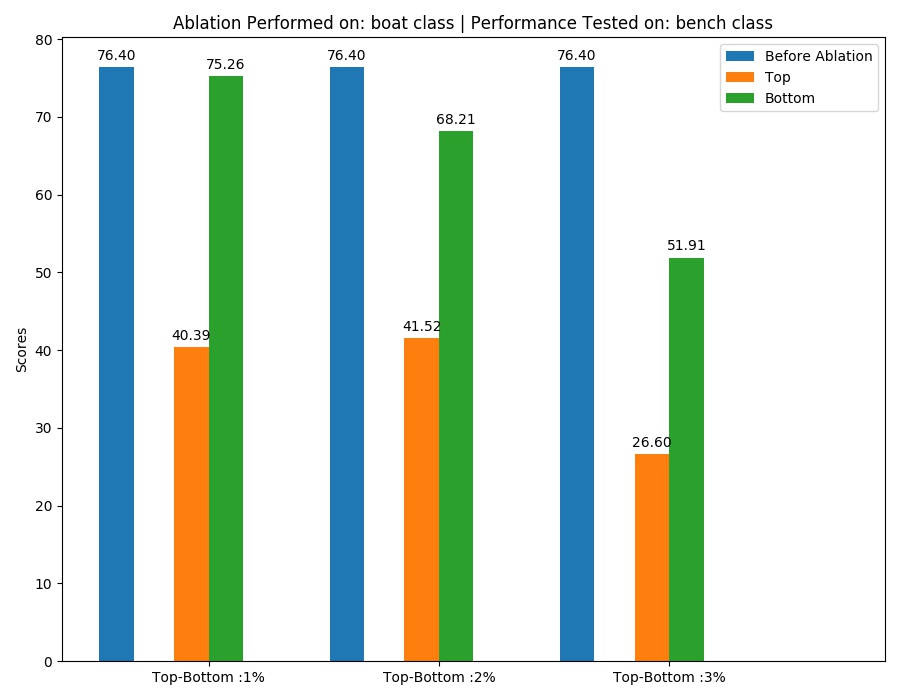 Ablation Performed on: boat class | Performance Tested on: bench class
80
70
60
50
40
30
20
10
0
Scores
76.40
40.39
75.26
76.40
41.52
68.21
76.40
26.60
51.91
Before Ablation
Top
Bottom
Top-Bottom :1%
Top-Bottom :2%
Top-Bottom :3%